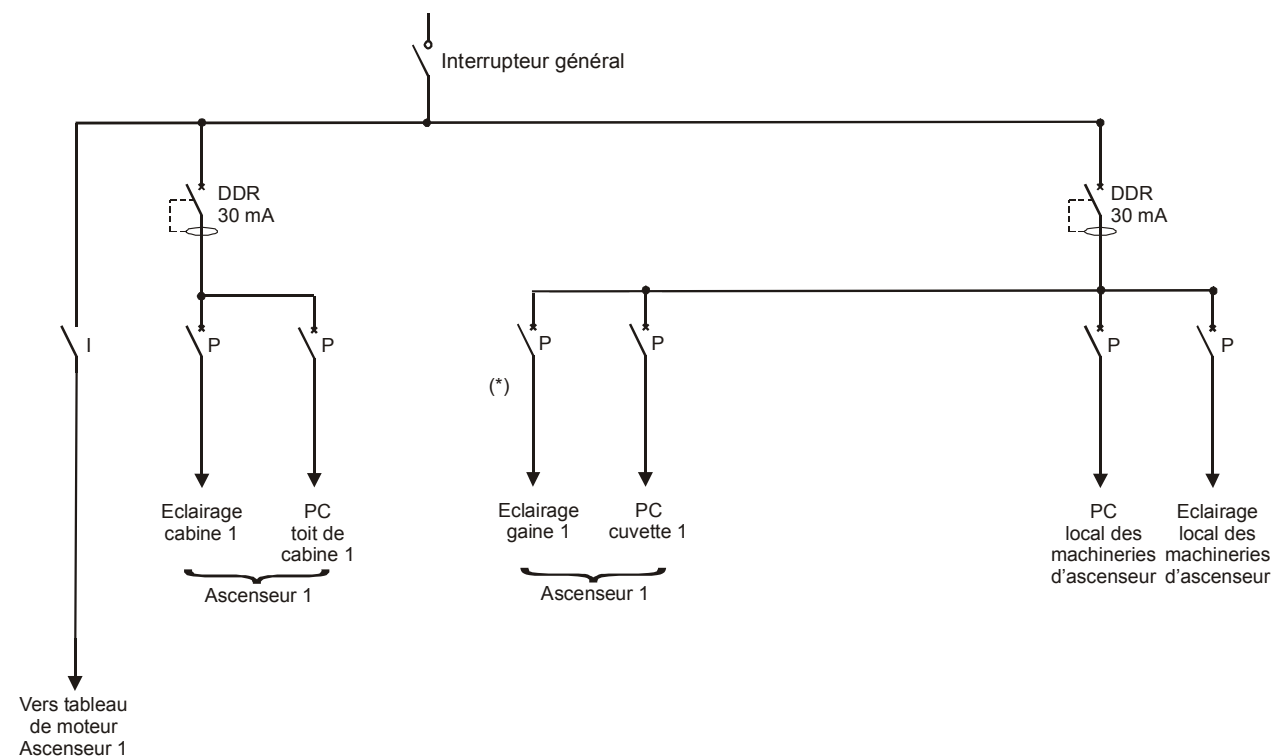 Interrupteur général
DDR
30 mA
DDR
30 mA
I
P
P
P
P
P
P
(*)
Eclairage
cabine 1
PC
toit de
cabine 1
Eclairage
gaine 1
PC
cuvette 1
PC
local des
machineries
d'ascenseur
Eclairage
local des
machineries
d'ascenseur
Ascenseur 1
Ascenseur 1
Vers tableau
de moteur
Ascenseur 1